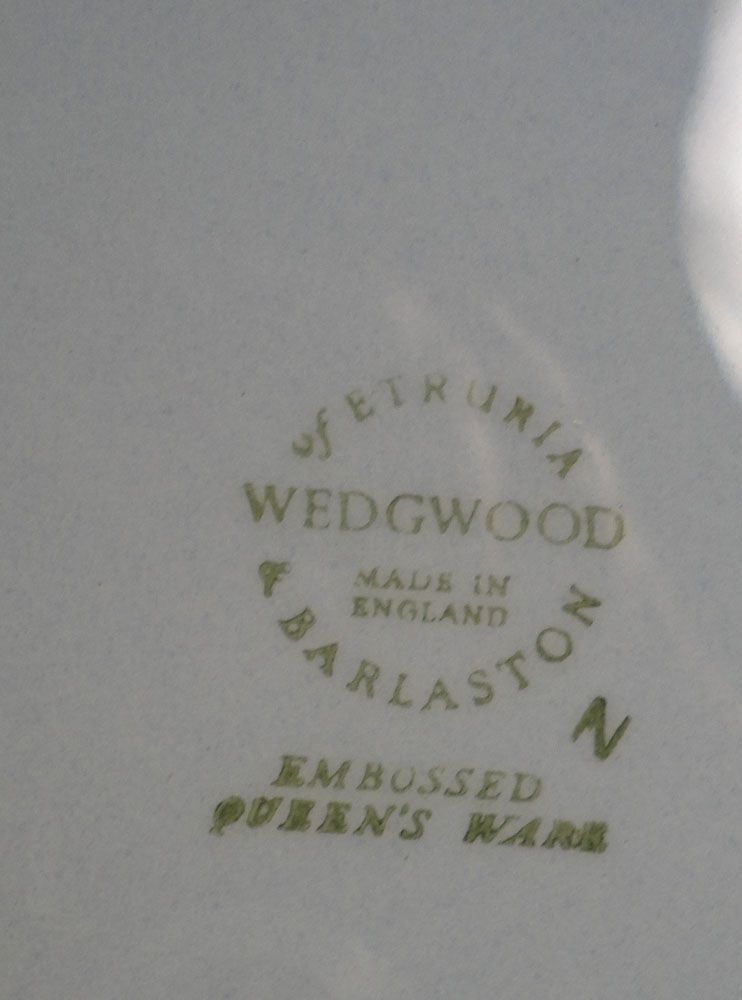 of ETRURIA
WEDGWOOD
MADE IN
ENGLAND
& BARLASTON
N
EMBOSSED
QUEEN'S WARE